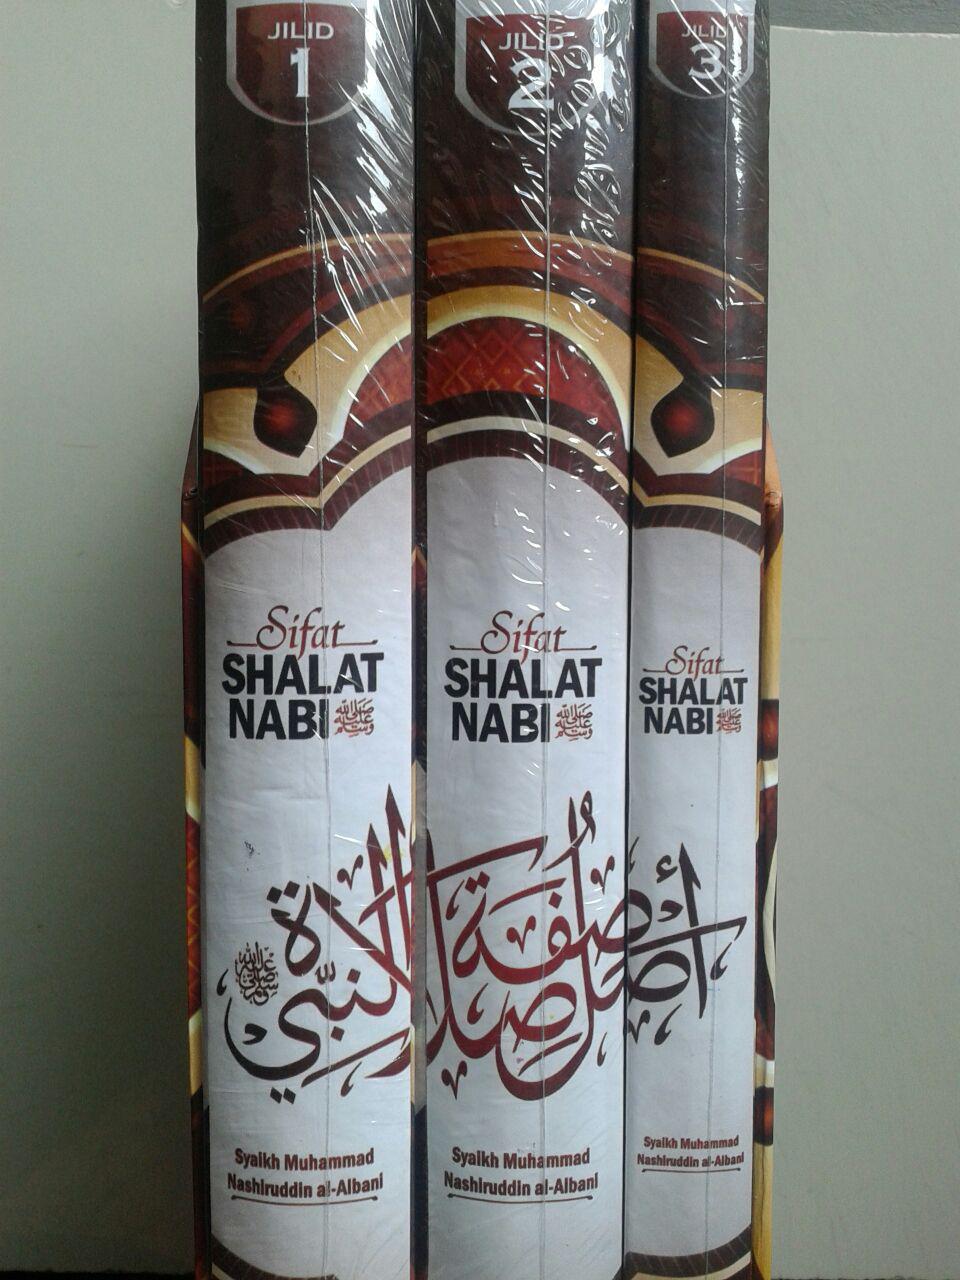 JILID
1
Sifat
SHALAT
NABI ﷺ
Syaikh Muhammad
Nashiruddin al-Albani
JILID
2
Sifat
SHALAT
NABI ﷺ
Syaikh Muhammad
Nashiruddin al-Albani
JILID
3
Sifat
SHALAT
NABI ﷺ
Syaikh Muhammad
Nashiruddin al-Albani
أصل صفة صلاة النبي ﷺ